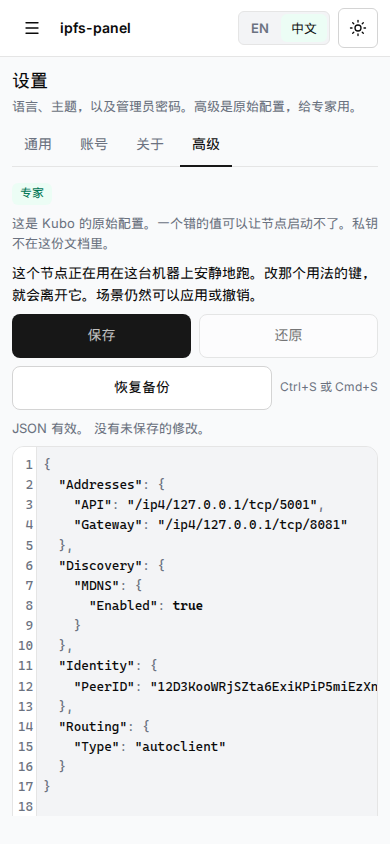 ipfs-panel
EN 中文
设置
语言、主题，以及管理员密码。高级是原始配置，给专家用。
通用 账号 关于 高级
专家
这是 Kubo 的原始配置。一个错的值可以让节点启动不了。私钥
不在这份文档里。
这个节点正在用在这台机器上安静地跑。改那个用法的键，
就会离开它。场景仍然可以应用或撤销。
保存 还原
恢复备份 Ctrl+S 或 Cmd+S
JSON 有效。 没有未保存的修改。
1 {
2 "Addresses": {
3 "API": "/ip4/127.0.0.1/tcp/5001",
4 "Gateway": "/ip4/127.0.0.1/tcp/8081"
5 },
6 "Discovery": {
7 "MDNS": {
8 "Enabled": true
9 }
10 },
11 "Identity": {
12 "PeerID": "12D3KooWRjSZta6ExiKPiP5miEzXn
13 },
14 "Routing": {
15 "Type": "autoclient"
16 }
17 }
18